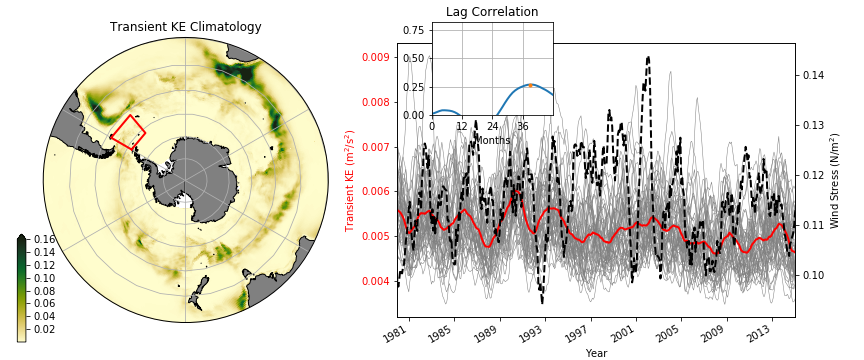 Transient KE Climatology
0.16
0.14
0.12
0.10
0.08
0.06
0.04
0.02
Lag Correlation
0.75
0.50
0.25
0.00
0 12 24 36
Months
Transient KE (m²/s²)
0.009
0.008
0.007
0.006
0.005
0.004
0.14
0.13
0.12
0.11
0.10
Wind Stress (N/m²)
1981 1985 1989 1993 1997 2001 2005 2009 2013
Year